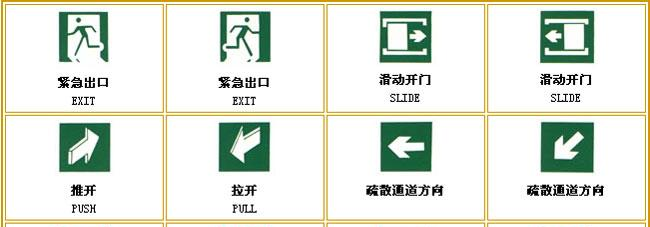 紧急出口
EXIT
紧急出口
EXIT
滑动开门
SLIDE
滑动开门
SLIDE
推开
PUSH
拉开
PULL
疏散通道方向
疏散通道方向